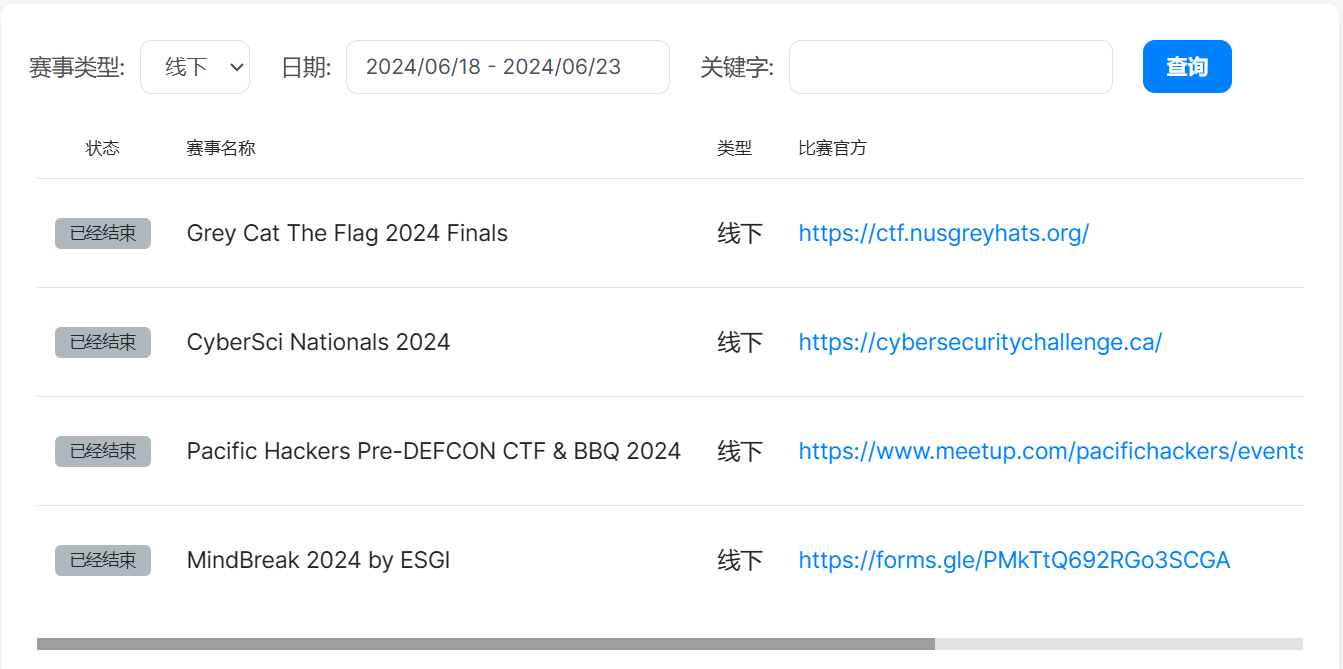 赛事类型: 线下 日期: 2024/06/18 - 2024/06/23 关键字: 查询
状态 赛事名称 类型 比赛官方
已经结束 Grey Cat The Flag 2024 Finals 线下 https://ctf.nusgreyhats.org/
已经结束 CyberSci Nationals 2024 线下 https://cybersecuritychallenge.ca/
已经结束 Pacific Hackers Pre-DEFCON CTF & BBQ 2024 线下 https://www.meetup.com/pacifichackers/events
已经结束 MindBreak 2024 by ESGI 线下 https://forms.gle/PMkTtQ692RGo3SCGA